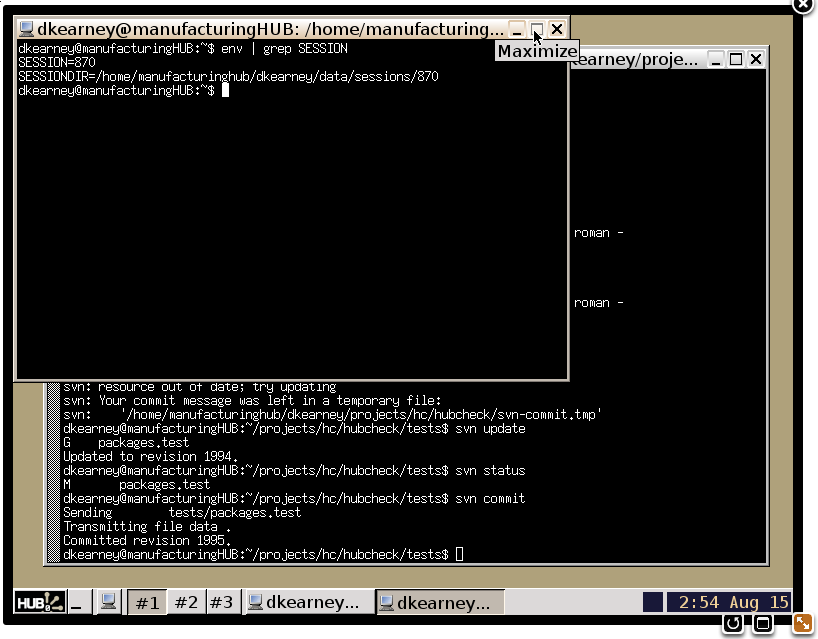 dkearney@manufacturingHUB: /home/manufacturing...
Maximize
dkearney@manufacturingHUB:~$ env | grep SESSION
SESSION=870
SESSIONDIR=/home/manufacturinghub/dkearney/data/sessions/870
dkearney@manufacturingHUB:~$
earney/proje...
roman -
roman -
svn: resource out of date; try updating
svn: Your commit message was left in a temporary file:
svn:    '/home/manufacturinghub/dkearney/projects/hc/hubcheck/svn-commit.tmp'
dkearney@manufacturingHUB:~/projects/hc/hubcheck/tests$ svn update
G    packages.test
Updated to revision 1994.
dkearney@manufacturingHUB:~/projects/hc/hubcheck/tests$ svn status
M       packages.test
dkearney@manufacturingHUB:~/projects/hc/hubcheck/tests$ svn commit
Sending        tests/packages.test
Transmitting file data .
Committed revision 1995.
dkearney@manufacturingHUB:~/projects/hc/hubcheck/tests$
HUB #1 #2 #3 dkearney... dkearney... 2:54 Aug 15